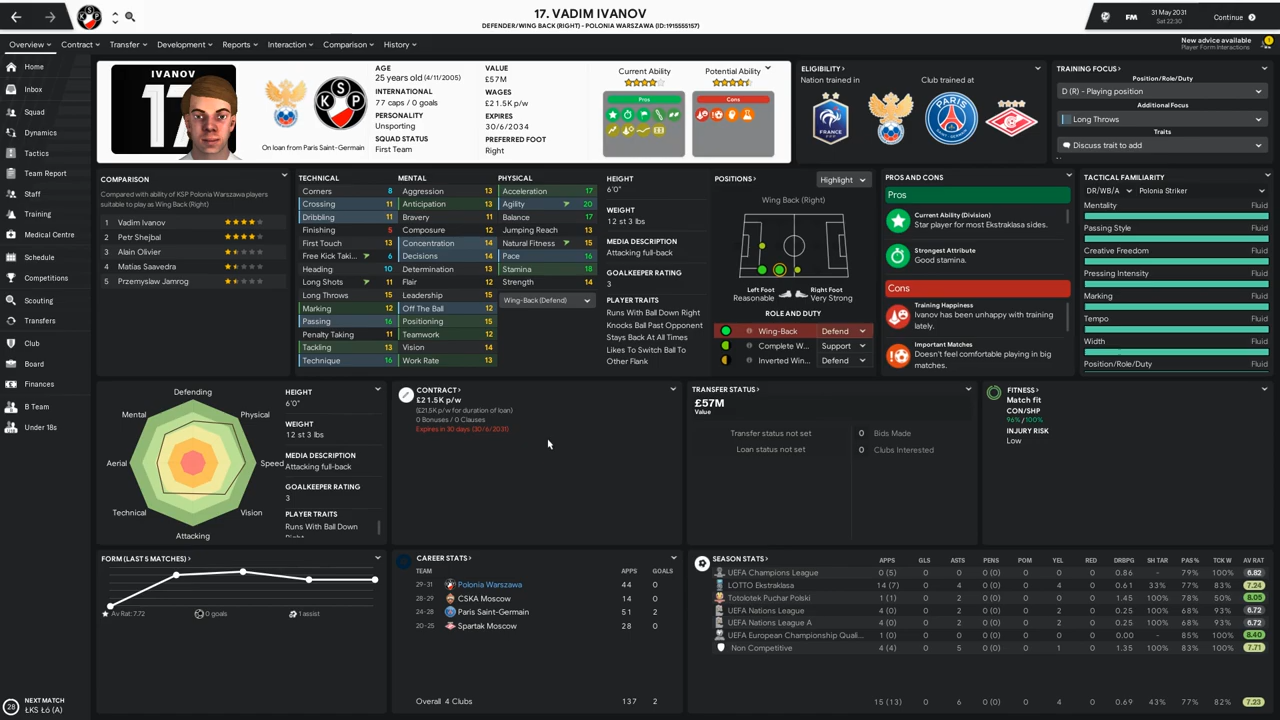 17. VADIM IVANOV
DEFENDER/WING BACK (RIGHT) - POLONIA WARSZAWA (ID:1915555157)
FM
31 May 2031
Sat 22:30
Continue
Overview
Contract
Transfer
Development
Reports
Interaction
Comparison
History
New advice available
Player Form Interactions
Home
Inbox
Squad
Dynamics
Tactics
Team Report
Staff
Training
Medical Centre
Schedule
Competitions
Scouting
Transfers
Club
Board
Finances
B Team
Under 18s
NEXT MATCH
28
ŁKS Łó (A)
IVANOV
17
On loan from Paris Saint-Germain
AGE
25 years old (4/11/2005)
INTERNATIONAL
77 caps / 0 goals
PERSONALITY
Unsporting
SQUAD STATUS
First Team
VALUE
£57M
WAGES
£21.5K p/w
EXPIRES
30/6/2034
PREFERRED FOOT
Right
Current Ability
Pros
Potential Ability
Cons
ELIGIBILITY
Nation trained in
Club trained at
TRAINING FOCUS
Position/Role/Duty
D (R) - Playing position
Additional Focus
Long Throws
Traits
Discuss trait to add
COMPARISON
Compared with ability of KSP Polonia Warszawa players
suitable to play as Wing Back (Right)
1 Vadim Ivanov
2 Petr Shejbal
3 Alain Olivier
4 Matias Saavedra
5 Przemyslaw Jamrog
TECHNICAL
Corners 8
Crossing 11
Dribbling 11
Finishing 5
First Touch 13
Free Kick Taki... 6
Heading 10
Long Shots 11
Long Throws 15
Marking 12
Passing 16
Penalty Taking 11
Tackling 13
Technique 16
MENTAL
Aggression 13
Anticipation 13
Bravery 11
Composure 12
Concentration 14
Decisions 14
Determination 13
Flair 12
Leadership 15
Off The Ball 12
Positioning 15
Teamwork 12
Vision 14
Work Rate 13
PHYSICAL
Acceleration 17
Agility 20
Balance 17
Jumping Reach 13
Natural Fitness 15
Pace 16
Stamina 18
Strength 14
Wing-Back (Defend)
HEIGHT
6'0"
WEIGHT
12 st 3 lbs
MEDIA DESCRIPTION
Attacking full-back
GOALKEEPER RATING
3
PLAYER TRAITS
Runs With Ball Down Right
Knocks Ball Past Opponent
Stays Back At All Times
Likes To Switch Ball To
Other Flank
POSITIONS
Highlight
Wing Back (Right)
Left Foot
Reasonable
Right Foot
Very Strong
ROLE AND DUTY
Wing-Back Defend
Complete W... Support
Inverted Win... Defend
PROS AND CONS
Pros
Current Ability (Division)
Star player for most Ekstraklasa sides.
Strongest Attribute
Good stamina.
Cons
Training Happiness
Ivanov has been unhappy with training
lately.
Important Matches
Doesn't feel comfortable playing in big
matches.
TACTICAL FAMILIARITY
DR/WB/A
Polonia Striker
Mentality Fluid
Passing Style Fluid
Creative Freedom Fluid
Pressing Intensity Fluid
Marking Fluid
Tempo Fluid
Width Fluid
Position/Role/Duty Fluid
Defending
Physical
Speed
Vision
Attacking
Technical
Aerial
Mental
HEIGHT
6'0"
WEIGHT
12 st 3 lbs
MEDIA DESCRIPTION
Attacking full-back
GOALKEEPER RATING
3
PLAYER TRAITS
Runs With Ball Down
Right
CONTRACT
£21.5K p/w
(£21.5K p/w for duration of loan)
0 Bonuses / 0 Clauses
Expires in 30 days (30/6/2031)
TRANSFER STATUS
£57M
Value
Transfer status not set
Loan status not set
0 Bids Made
0 Clubs Interested
FITNESS
Match fit
CON/SHP
96% /100%
INJURY RISK
Low
FORM (LAST 5 MATCHES)
Av Rat: 7.72
0 goals
1 assist
CAREER STATS
TEAM APPS GOALS
29-31 Polonia Warszawa 44 0
28-29 CSKA Moscow 14 0
24-28 Paris Saint-Germain 51 2
20-25 Spartak Moscow 28 0
Overall 4 Clubs 137 2
SEASON STATS
APPS GLS ASTS PENS POM YEL RED DRBPG SH TAR PAS% TCK W AV RAT
UEFA Champions League 0 (5) 0 0 0 (0) 0 0 0 0.86 - 79% 100% 6.82
LOTTO Ekstraklasa 14 (7) 0 4 0 (0) 0 4 0 0.61 33% 77% 83% 7.24
Totolotek Puchar Polski 1 (1) 0 2 0 (0) 0 0 0 1.45 100% 78% 50% 8.05
UEFA Nations League 4 (0) 0 2 0 (0) 0 2 0 0.25 100% 68% 93% 6.72
UEFA Nations League A 4 (0) 0 2 0 (0) 0 2 0 0.25 100% 68% 93% 6.72
UEFA European Championship Quali... 1 (0) 0 0 0 (0) 0 0 0 0.00 - 85% 100% 8.40
Non Competitive 4 (4) 0 5 0 (0) 0 1 0 1.35 100% 83% 100% 7.71
15 (13) 0 6 0 (0) 0 4 0 0.69 43% 77% 82% 7.23